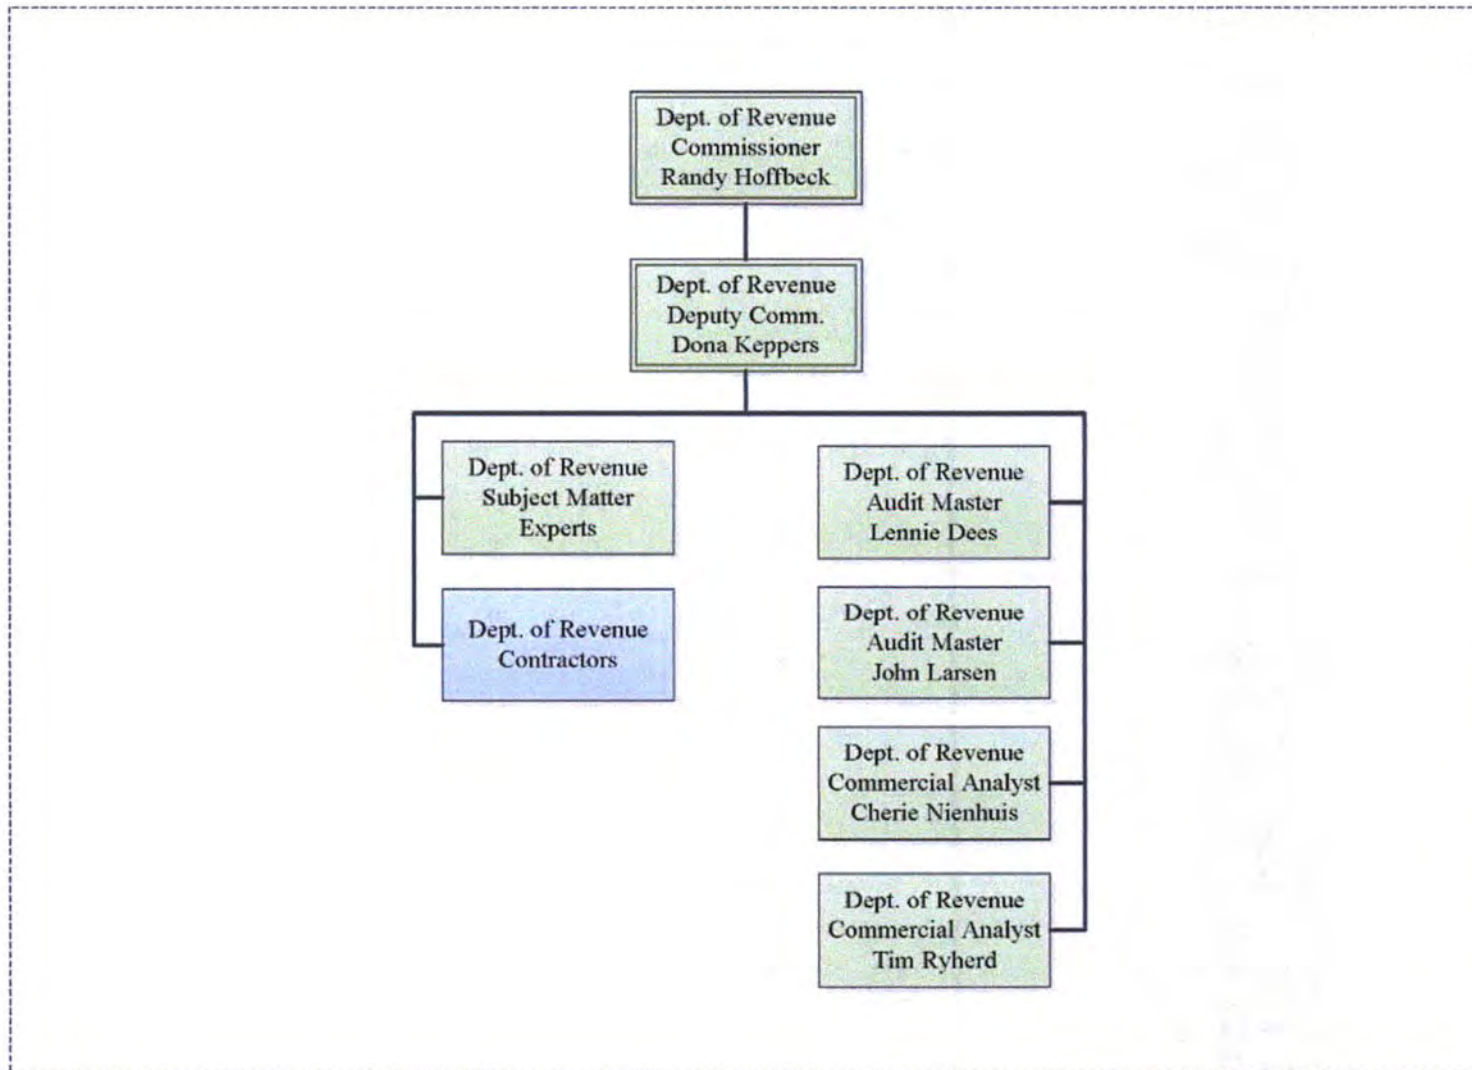 Dept. of Revenue
Commissioner
Randy Hoffbeck
Dept. of Revenue
Deputy Comm.
Dona Keppers
Dept. of Revenue
Subject Matter
Experts
Dept. of Revenue
Contractors
Dept. of Revenue
Audit Master
Lennie Dees
Dept. of Revenue
Audit Master
John Larsen
Dept. of Revenue
Commercial Analyst
Cherie Nienhuis
Dept. of Revenue
Commercial Analyst
Tim Ryherd